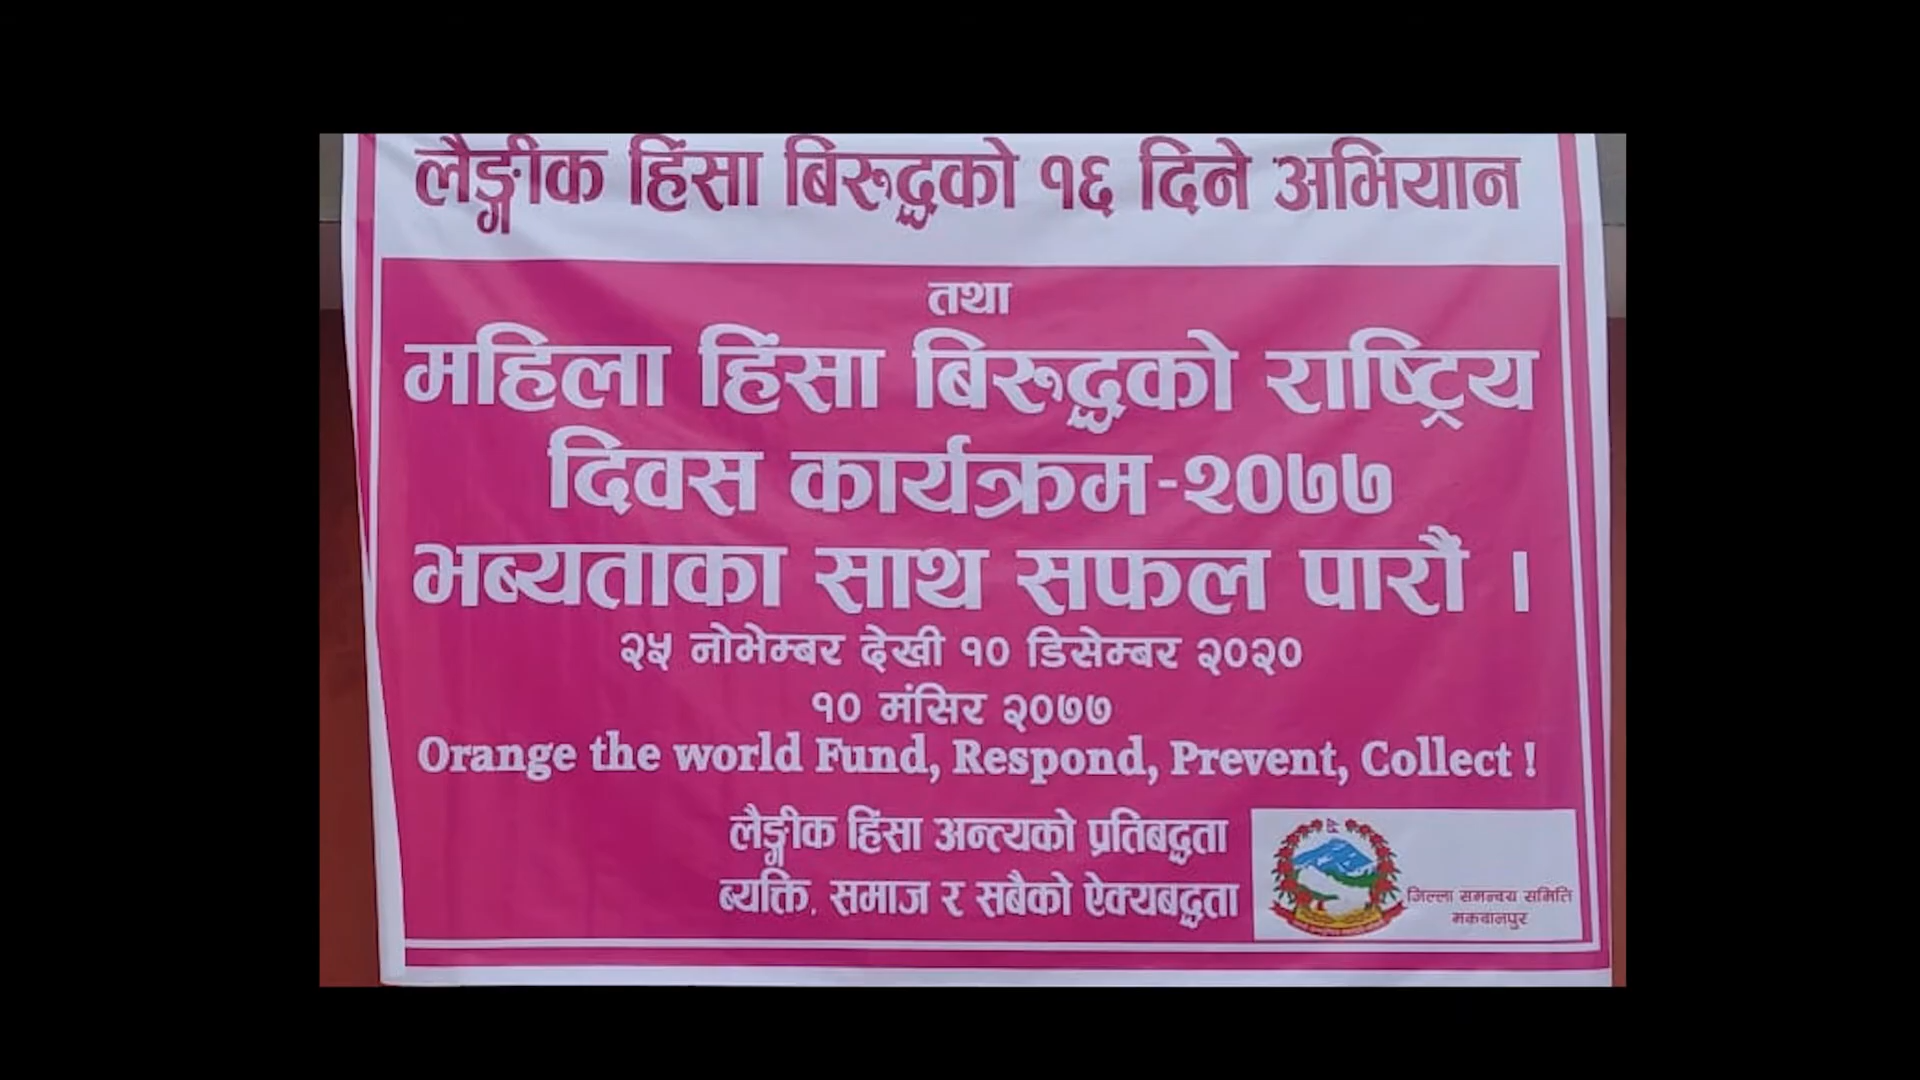 लैङ्गीक हिंसा बिरुद्धको १६ दिने अभियान
तथा
महिला हिंसा बिरुद्धको राष्ट्रिय
दिवस कार्यक्रम-२०७७
भब्यताका साथ सफल पारौं ।
२५ नोभेम्बर देखी १० डिसेम्बर २०२०
१० मंसिर २०७७
Orange the world Fund, Respond, Prevent, Collect !
लैङ्गीक हिंसा अन्त्यको प्रतिबद्धता
ब्यक्ति, समाज र सबैको ऐक्यबद्धता
जिल्ला समन्वय समिति
मकवानपुर